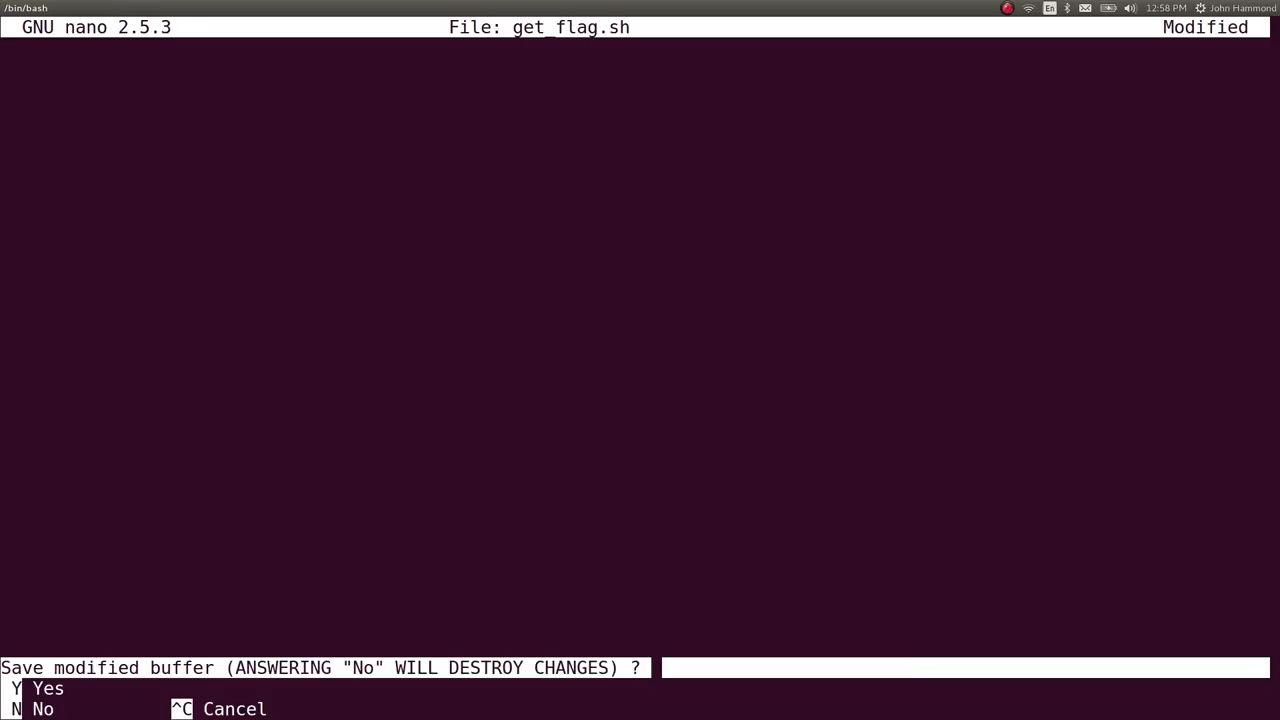 /bin/bash
En
12:58 PM
John Hammond
GNU nano 2.5.3
File: get_flag.sh
Modified
Save modified buffer (ANSWERING "No" WILL DESTROY CHANGES) ?
Y Yes
N No
^C Cancel